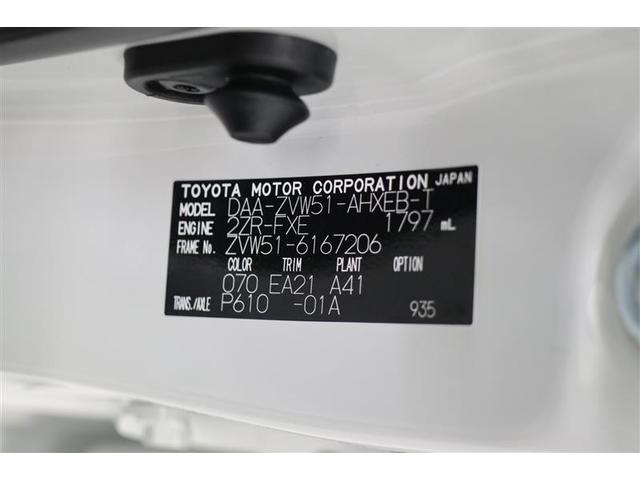 TOYOTA MOTOR CORPORATION JAPAN
MODEL DAA-ZVW51-AHXEB-T
ENGINE 2ZR-FXE 1797 mL
FRAME No. ZVW51-6167206
COLOR TRIM PLANT OPTION
070 EA21 A41
TRANS./AXLE P610 -01A 935